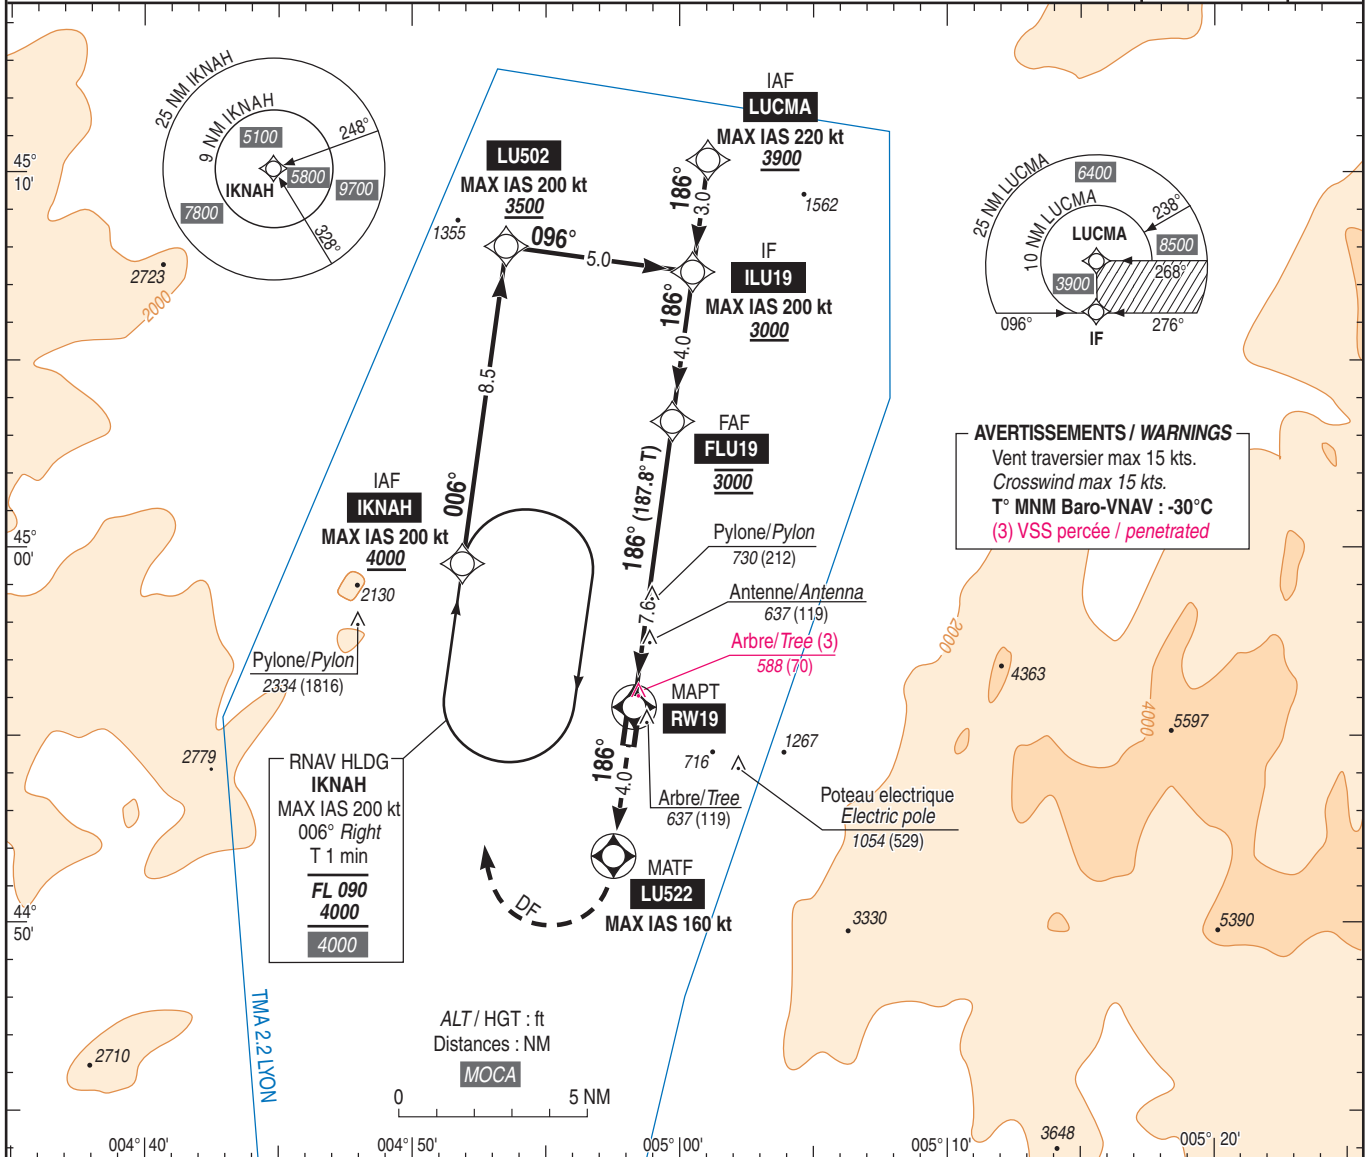 25 NM IKNAH
9 NM IKNAH
5100
248°
5800
IKNAH
9700
7800
328°
IAF
LUCMA
MAX IAS 220 kt
3900
LU502
MAX IAS 200 kt
3500
186°
3.0
1562
1355
096°
5.0
IF
ILU19
MAX IAS 200 kt
3000
186°
4.0
25 NM LUCMA
10 NM LUCMA
6400
238°
LUCMA
8500
268°
3900
096°
276°
IF
45°
10'
2723
2000
8.5
FAF
FLU19
3000
AVERTISSEMENTS / WARNINGS
Vent traversier max 15 kts.
Crosswind max 15 kts.
T° MNM Baro-VNAV : -30°C
(3) VSS percée / penetrated
IAF
IKNAH
MAX IAS 200 kt
4000
006°
186° (187.8° T)
7.6
45°
00'
Pylone/Pylon
730 (212)
Antenne/Antenna
637 (119)
Arbre/Tree (3)
588 (70)
2130
Pylone/Pylon
2334 (1816)
2000
4363
4000
5597
MAPT
RW19
2779
186°
4.0
716
1267
Arbre/Tree
637 (119)
Poteau electrique
Electric pole
1054 (529)
RNAV HLDG
IKNAH
MAX IAS 200 kt
006° Right
T 1 min
FL 090
4000
4000
MATF
LU522
MAX IAS 160 kt
DF
44°
50'
3330
5390
TMA 2.2 LYON
2710
ALT / HGT : ft
Distances : NM
MOCA
0 5 NM
3648
004° 40'
004° 50'
005° 00'
005° 10'
005° 20'